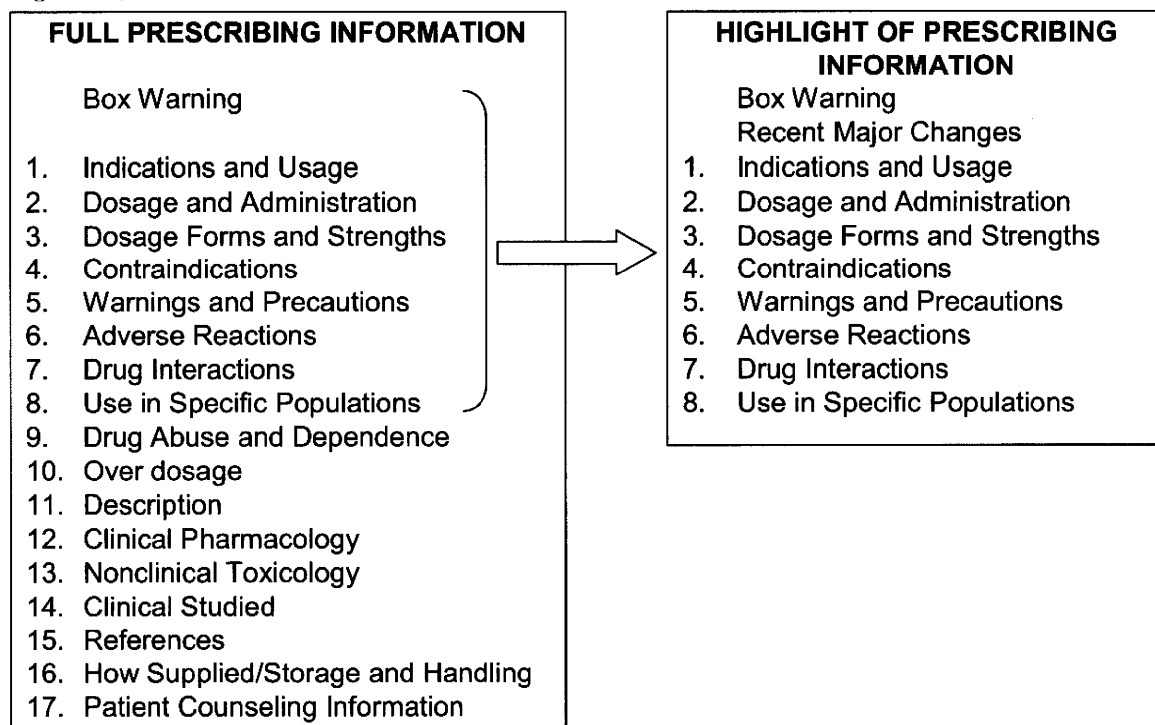 FULL PRESCRIBING INFORMATION
Box Warning
1. Indications and Usage
2. Dosage and Administration
3. Dosage Forms and Strengths
4. Contraindications
5. Warnings and Precautions
6. Adverse Reactions
7. Drug Interactions
8. Use in Specific Populations
9. Drug Abuse and Dependence
10. Over dosage
11. Description
12. Clinical Pharmacology
13. Nonclinical Toxicology
14. Clinical Studied
15. References
16. How Supplied/Storage and Handling
17. Patient Counseling Information
HIGHLIGHT OF PRESCRIBING
INFORMATION
Box Warning
Recent Major Changes
1. Indications and Usage
2. Dosage and Administration
3. Dosage Forms and Strengths
4. Contraindications
5. Warnings and Precautions
6. Adverse Reactions
7. Drug Interactions
8. Use in Specific Populations